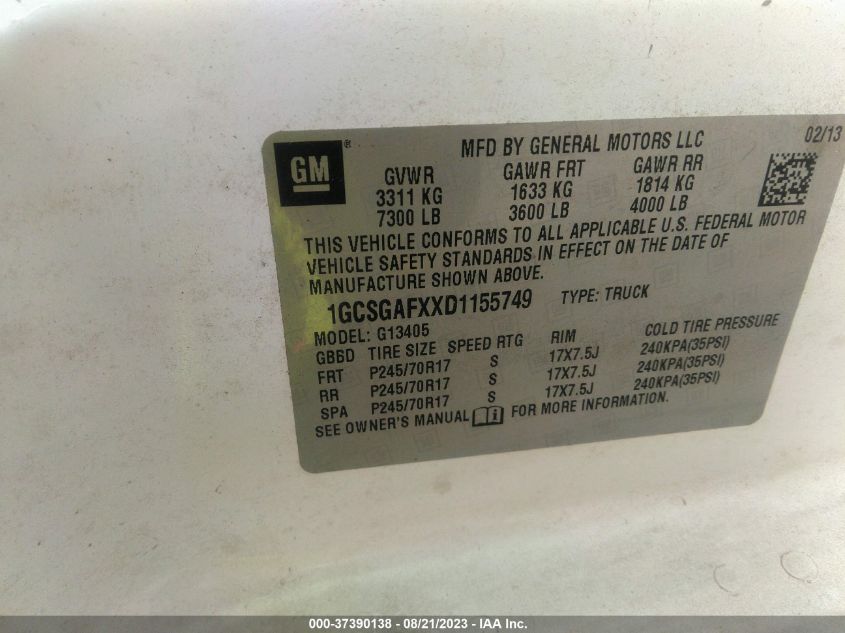 GM ®
MFD BY GENERAL MOTORS LLC 02/13
GVWR GAWR FRT GAWR RR
3311 KG 1633 KG 1814 KG
7300 LB 3600 LB 4000 LB
THIS VEHICLE CONFORMS TO ALL APPLICABLE U.S. FEDERAL MOTOR
VEHICLE SAFETY STANDARDS IN EFFECT ON THE DATE OF
MANUFACTURE SHOWN ABOVE.
1GCSGAFXXD1155749 TYPE: TRUCK
MODEL: G13405
GBBD TIRE SIZE SPEED RTG RIM COLD TIRE PRESSURE
FRT P245/70R17 S 17X7.5J 240KPA(35PSI)
RR P245/70R17 S 17X7.5J 240KPA(35PSI)
SPA P245/70R17 S 17X7.5J 240KPA(35PSI)
SEE OWNER'S MANUAL i FOR MORE INFORMATION.
000-37390138 - 08/21/2023 - IAA Inc.